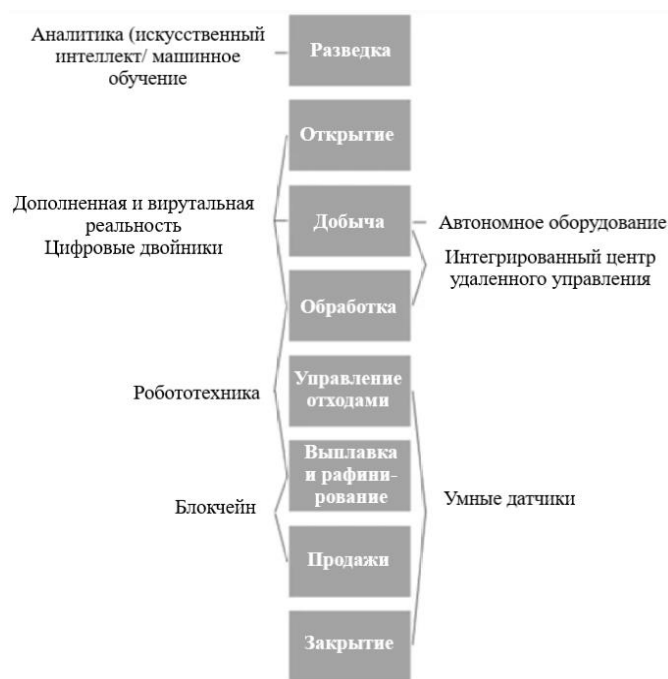 Аналитика (искусственный
интеллект/ машинное
обучение
Разведка
Открытие
Дополненная и вирутальная
реальность
Цифровые двойники
Добыча
Автономное оборудование
Интегрированный центр
удаленного управления
Обработка
Управление
отходами
Робототехника
Выплавка
и рафини-
рование
Блокчейн
Умные датчики
Продажи
Закрытие